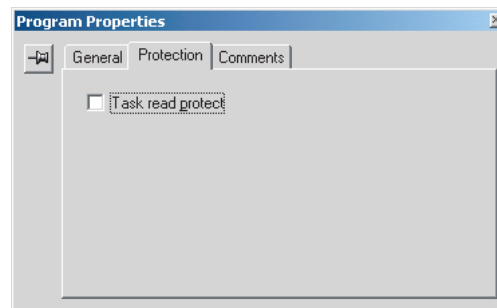 Program Properties
General Protection Comments
Task read protect